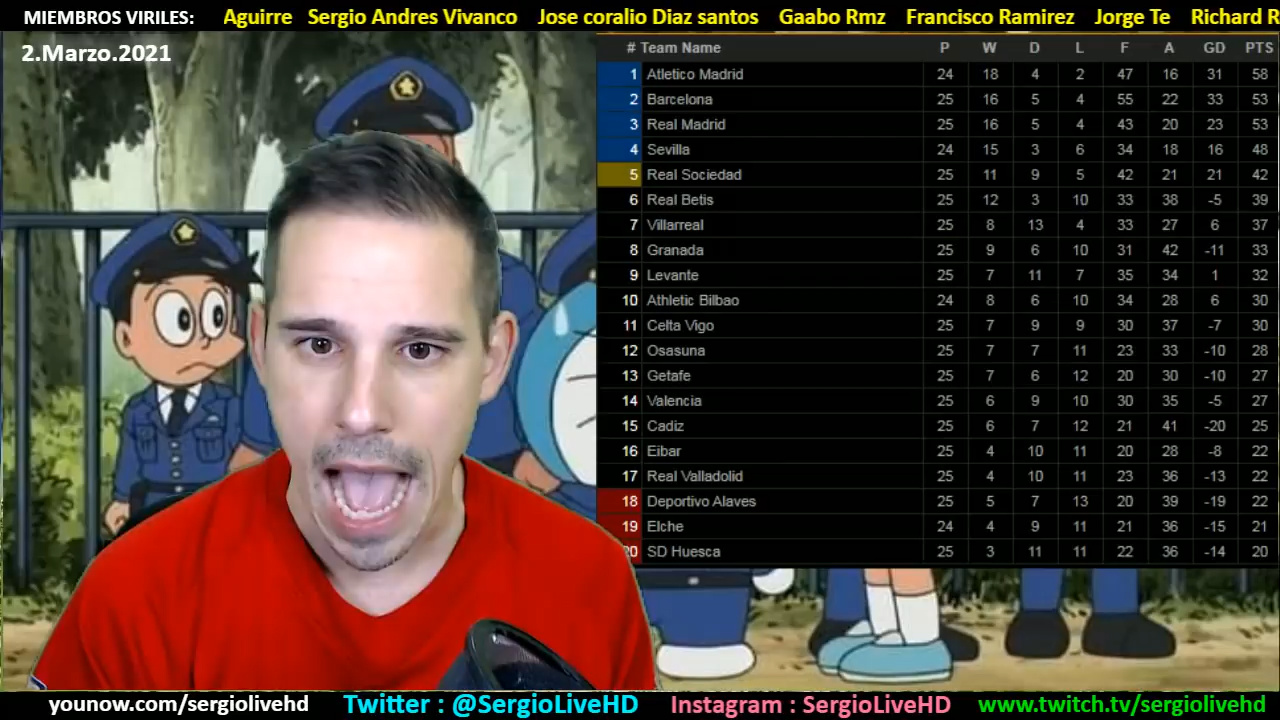 MIEMBROS VIRILES: Aguirre Sergio Andres Vivanco Jose coralio Diaz santos Gaabo Rmz Francisco Ramirez Jorge Te Richard R
2.Marzo.2021
# Team Name P W D L F A GD PTS
1 Atletico Madrid 24 18 4 2 47 16 31 58
2 Barcelona 25 16 5 4 55 22 33 53
3 Real Madrid 25 16 5 4 43 20 23 53
4 Sevilla 24 15 3 6 34 18 16 48
5 Real Sociedad 25 11 9 5 42 21 21 42
6 Real Betis 25 12 3 10 33 38 -5 39
7 Villarreal 25 8 13 4 33 27 6 37
8 Granada 25 9 6 10 31 42 -11 33
9 Levante 25 7 11 7 35 34 1 32
10 Athletic Bilbao 24 8 6 10 34 28 6 30
11 Celta Vigo 25 7 9 9 30 37 -7 30
12 Osasuna 25 7 7 11 23 33 -10 28
13 Getafe 25 7 6 12 20 30 -10 27
14 Valencia 25 6 9 10 30 35 -5 27
15 Cadiz 25 6 7 12 21 41 -20 25
16 Eibar 25 4 10 11 20 28 -8 22
17 Real Valladolid 25 4 10 11 23 36 -13 22
18 Deportivo Alaves 25 5 7 13 20 39 -19 22
19 Elche 24 4 9 11 21 36 -15 21
20 SD Huesca 25 3 11 11 22 36 -14 20
younow.com/sergiolivehd Twitter : @SergioLiveHD Instagram : SergioLiveHD www.twitch.tv/sergiolivehd